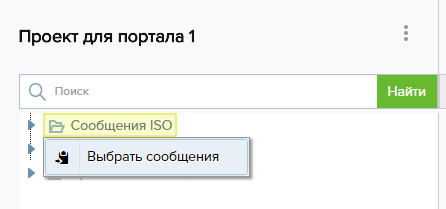 Проект для портала 1
Поиск
Найти
Сообщения ISO
Выбрать сообщения